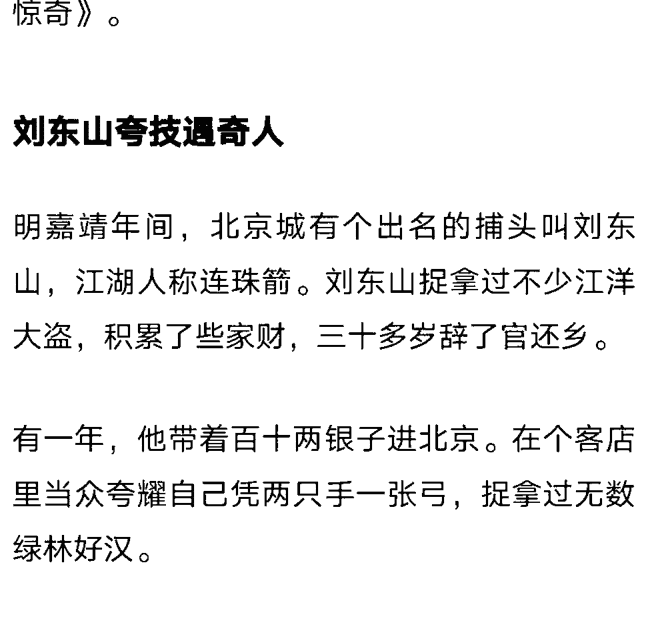 惊奇》。
刘东山夸技遇奇人
明嘉靖年间，北京城有个出名的捕头叫刘东
山，江湖人称连珠箭。刘东山捉拿过不少江洋
大盗，积累了些家财，三十多岁辞了官还乡。
有一年，他带着百十两银子进北京。在个客店
里当众夸耀自己凭两只手一张弓，捉拿过无数
绿林好汉。